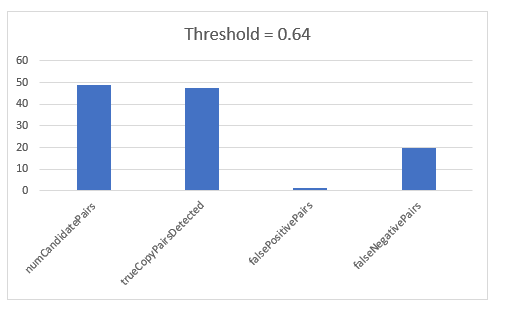 Threshold = 0.64
60
50
40
30
20
10
0
numCandidatePairs
trueCopyPairsDetected
falsePositivePairs
falseNegativePairs